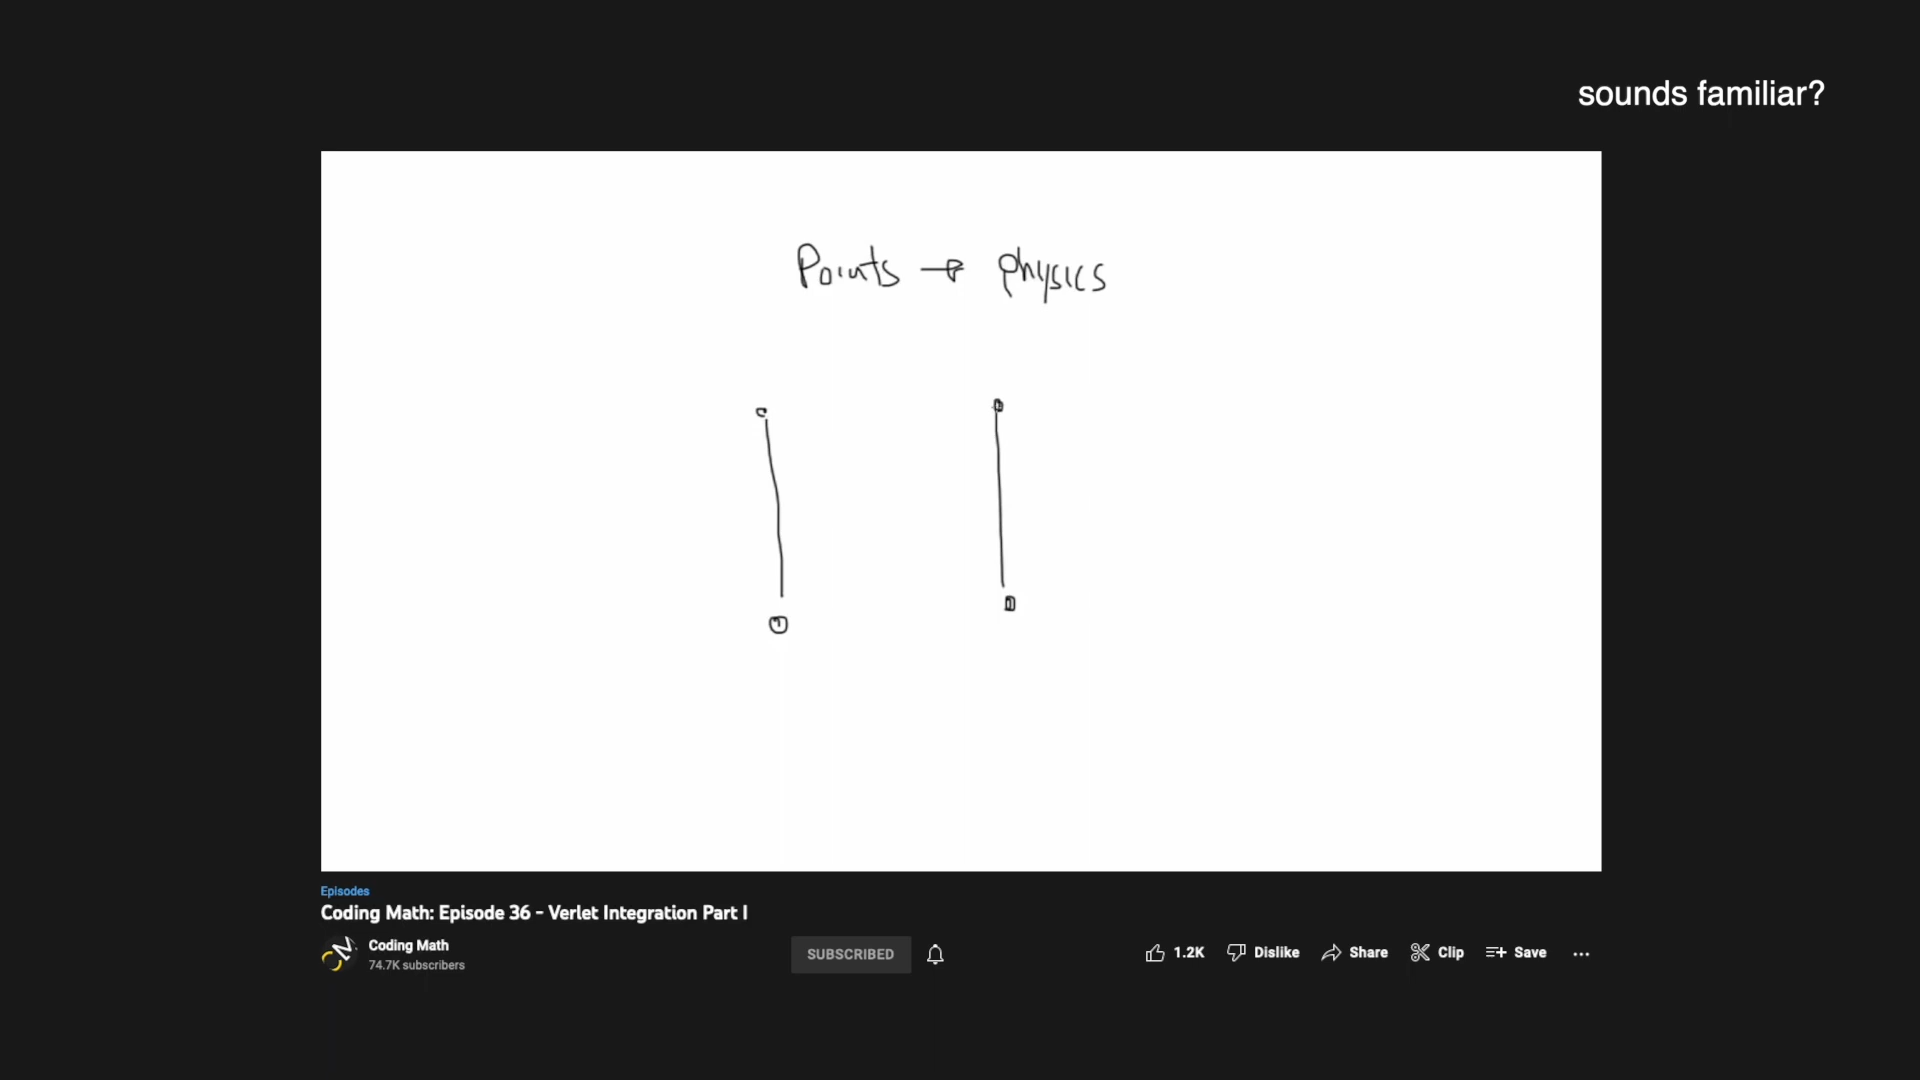 sounds familiar?
Points → physics
Episodes
Coding Math: Episode 36 - Verlet Integration Part I
Coding Math
74.7K subscribers
SUBSCRIBED
1.2K
Dislike
Share
Clip
Save